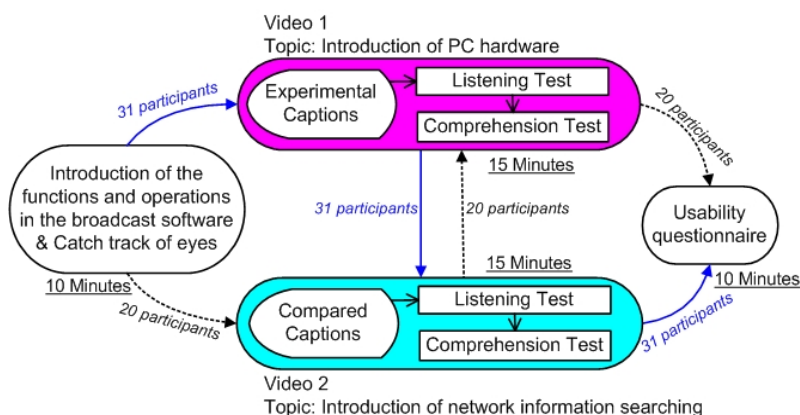 Video 1
Topic: Introduction of PC hardware
Experimental
Captions
Listening Test
Comprehension Test
31 participants
20 participants
15 Minutes
Introduction of the
functions and operations
in the broadcast software
& Catch track of eyes
10 Minutes
31 participants
20 participants
Usability
questionnaire
10 Minutes
20 participants
15 Minutes
Compared
Captions
Listening Test
Comprehension Test
31 participants
Video 2
Topic: Introduction of network information searching